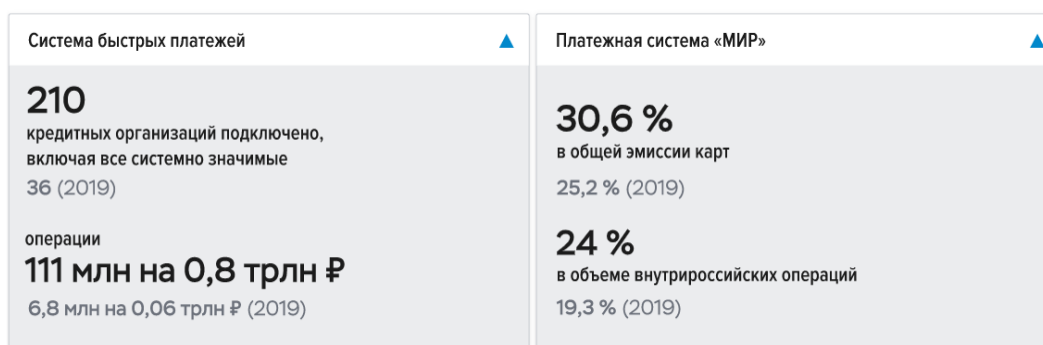 Система быстрых платежей
210
кредитных организаций подключено,
включая все системно значимые
36 (2019)
операции
111 млн на 0,8 трлн ₽
6,8 млн на 0,06 трлн ₽ (2019)
Платежная система «МИР»
30,6 %
в общей эмиссии карт
25,2 % (2019)
24 %
в объеме внутрироссийских операций
19,3 % (2019)